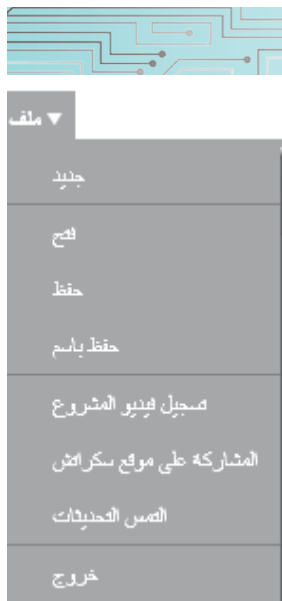 ملف ▼
جديد
فتح
حفظ
حفظ باسم
تسجيل فيديو المشروع
المشاركة على موقع سكراتش
التمس التحديثات
خروج